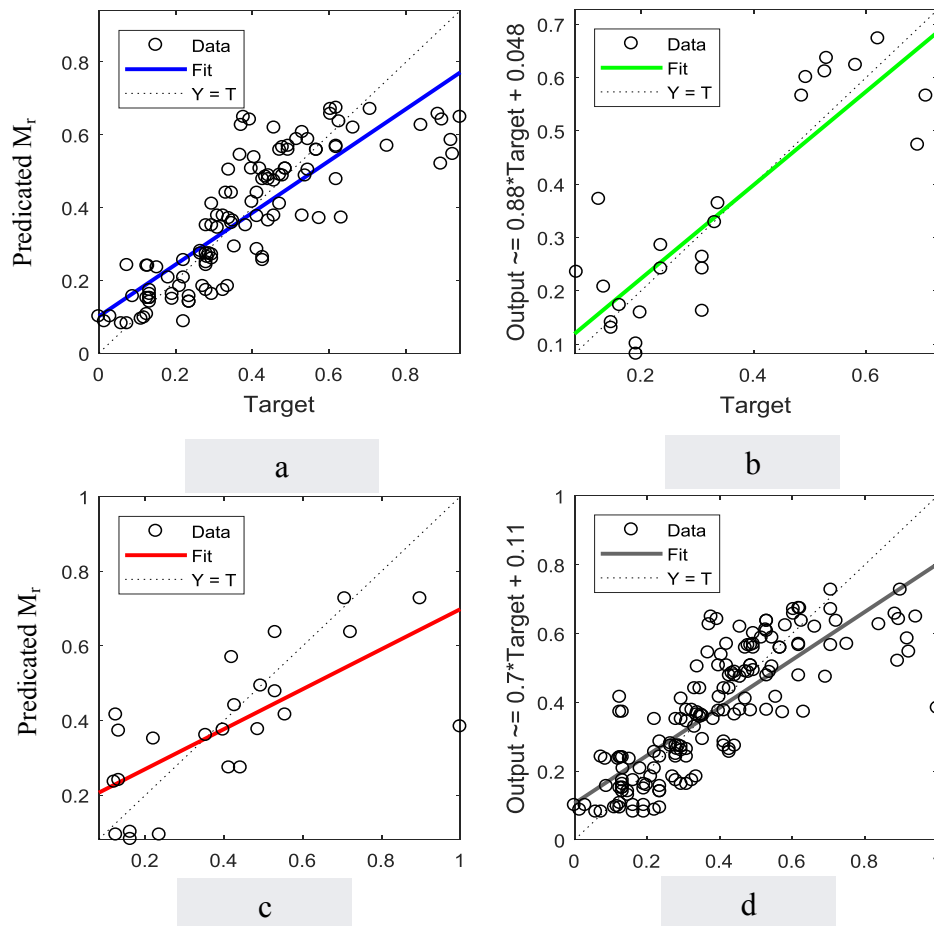 Predicated Mr
0.8
0.6
0.4
0.2
0
Data
Fit
Y = T
0
0.2
0.4
0.6
0.8
Target
a
Output ~= 0.88*Target + 0.048
0.7
0.6
0.5
0.4
0.3
0.2
0.1
Data
Fit
Y = T
0.2
0.4
0.6
Target
b
Predicated Mr
1
0.8
0.6
0.4
0.2
Data
Fit
Y = T
0.2
0.4
0.6
0.8
1
c
Output ~= 0.7*Target + 0.11
1
0.8
0.6
0.4
0.2
0
Data
Fit
Y = T
0
0.2
0.4
0.6
0.8
d